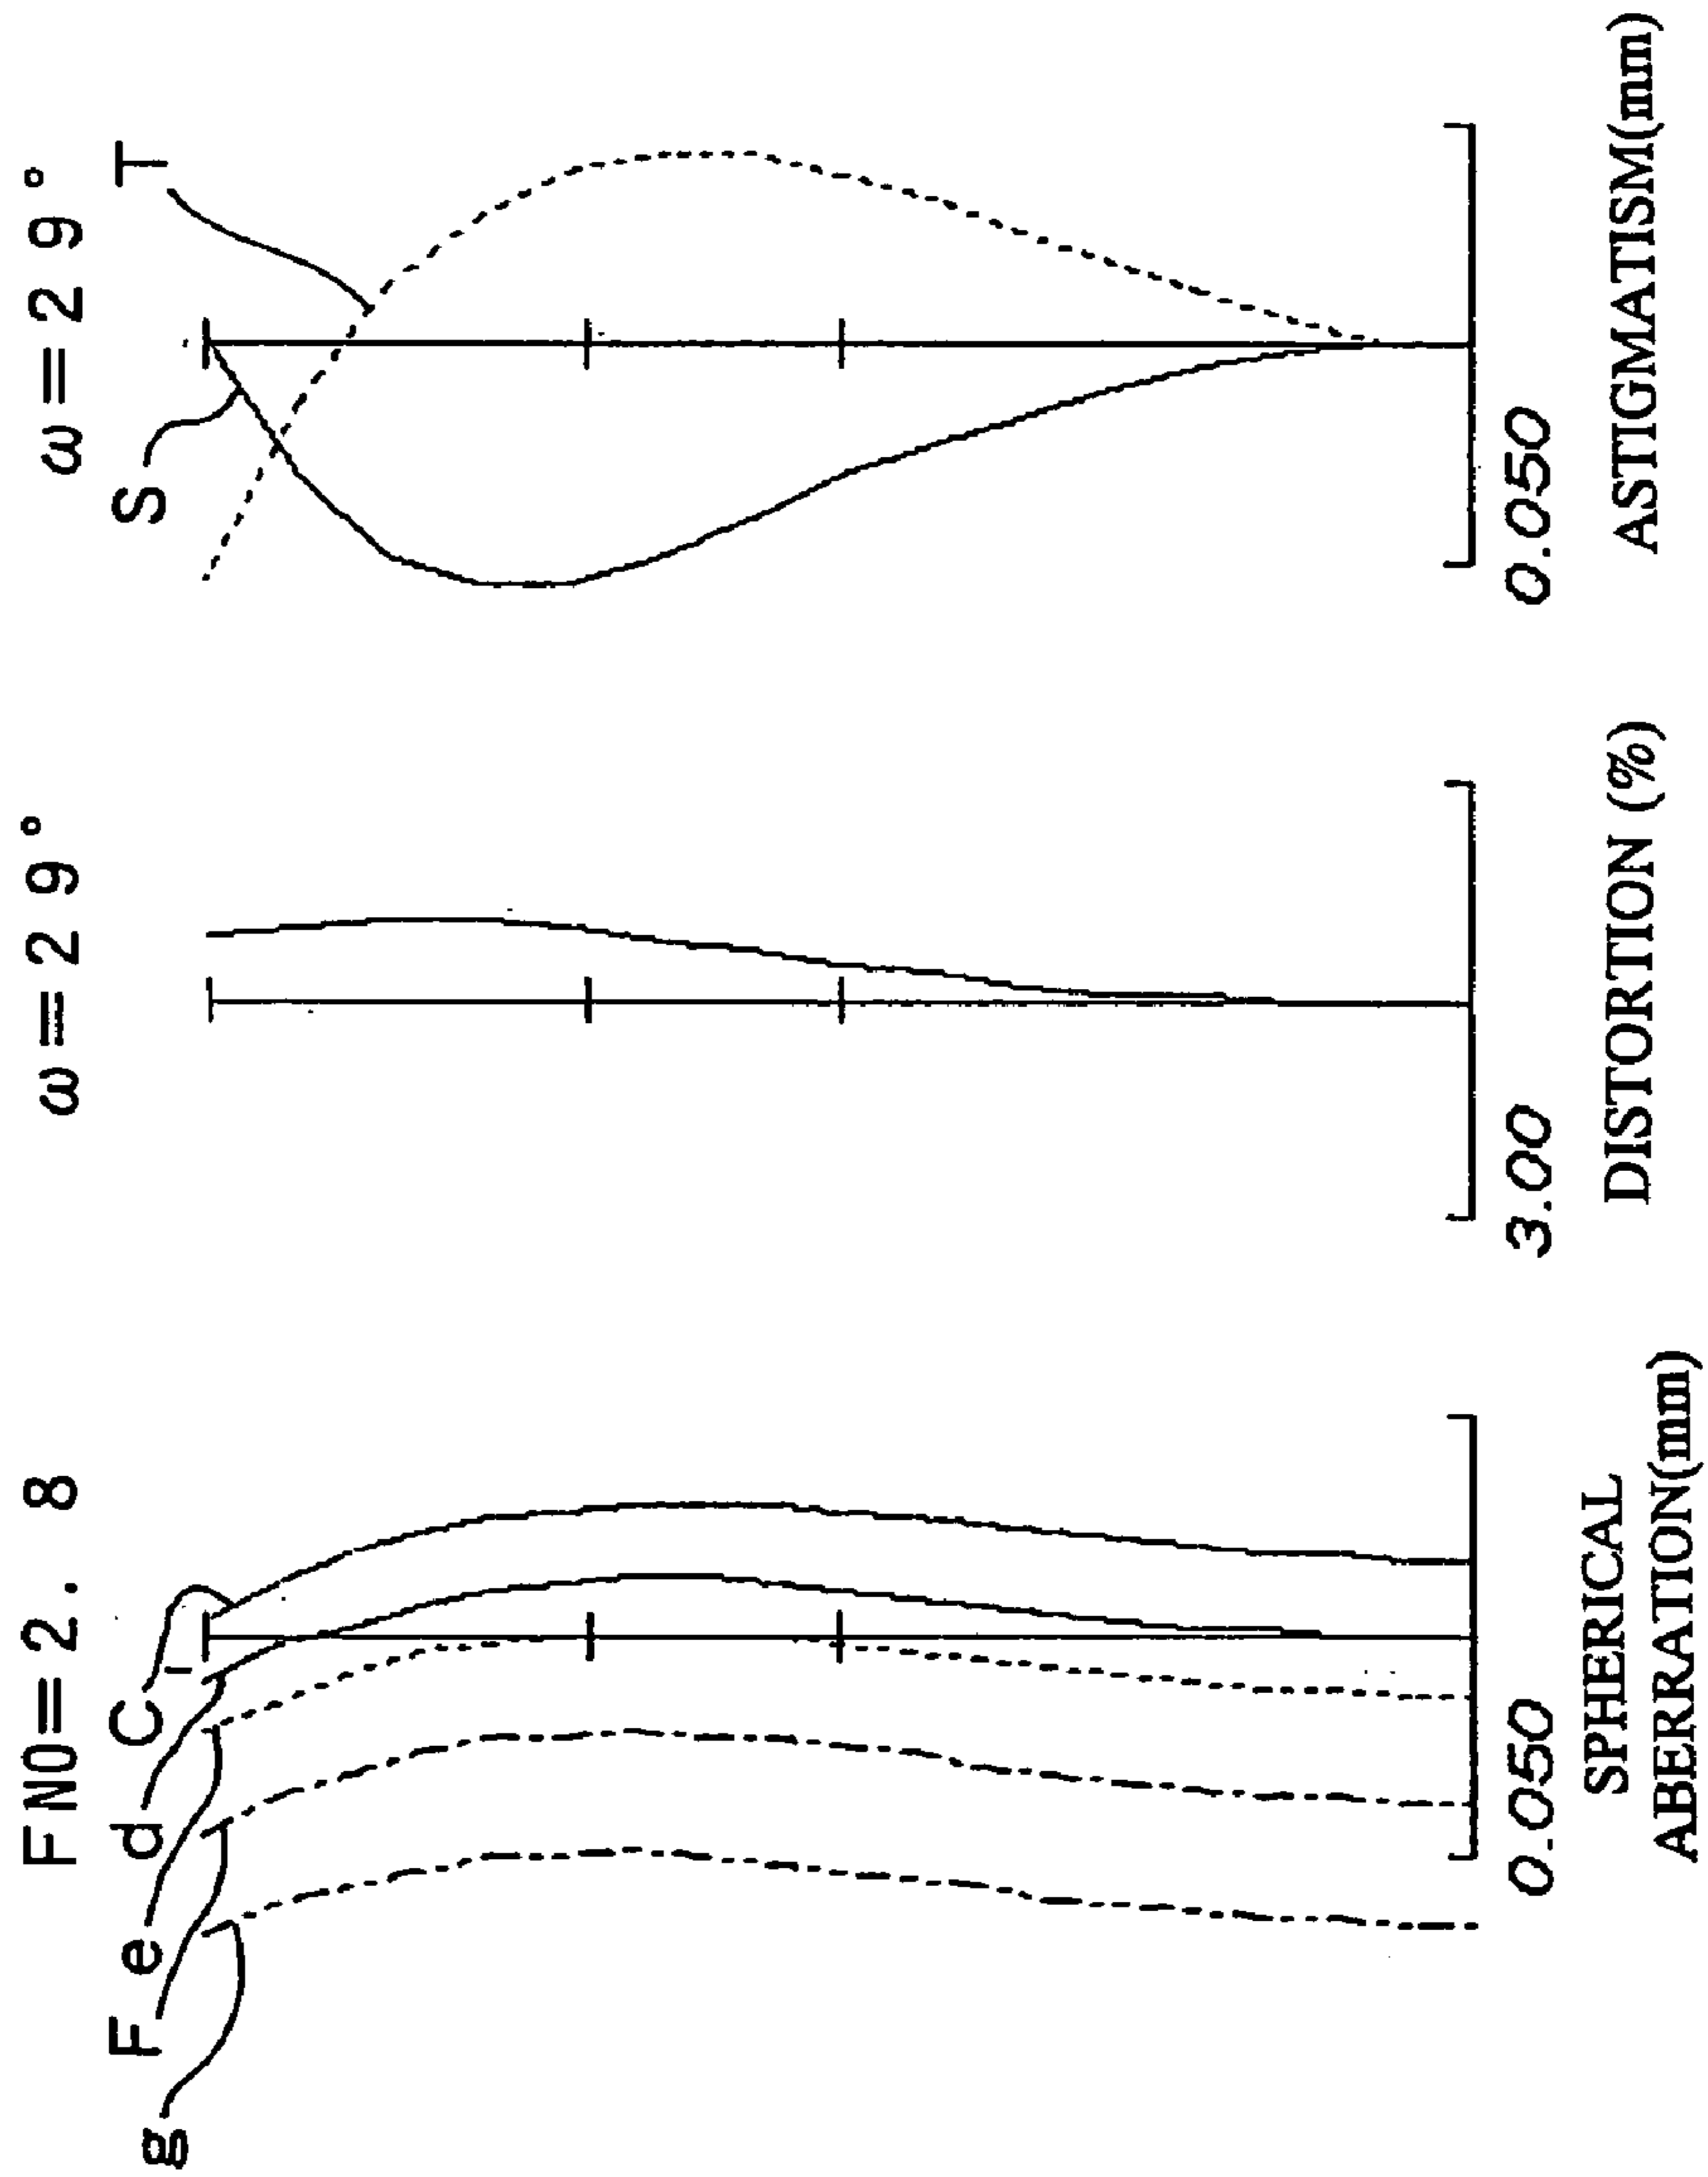 FNO=2. 8
g
F
e
d
C
0.050
SPHERICAL
ABERRATION(mm)
ω=29°
3.00
DISTORTION (%)
ω=29°
S
T
0.050
ASTIGMATISM(mm)